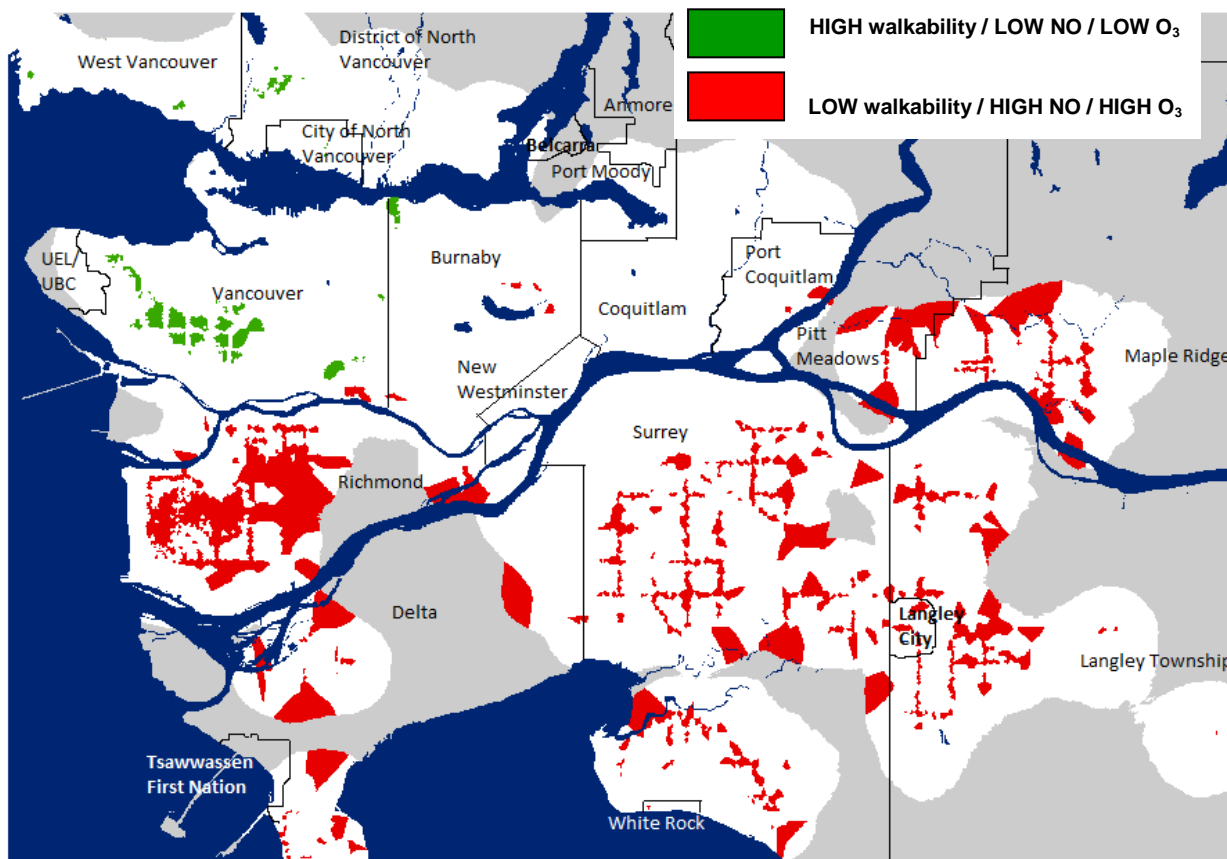 HIGH walkability / LOW NO / LOW O₃
LOW walkability / HIGH NO / HIGH O₃
West Vancouver
District of North
Vancouver
Anmore
City of North
Vancouver
Belcarra
Port Moody
UEL/
UBC
Vancouver
Burnaby
Coquitlam
Port
Coquitlam
Pitt
Meadows
Maple Ridge
New
Westminster
Surrey
Richmond
Delta
Langley
City
Langley Township
Tsawwassen
First Nation
White Rock